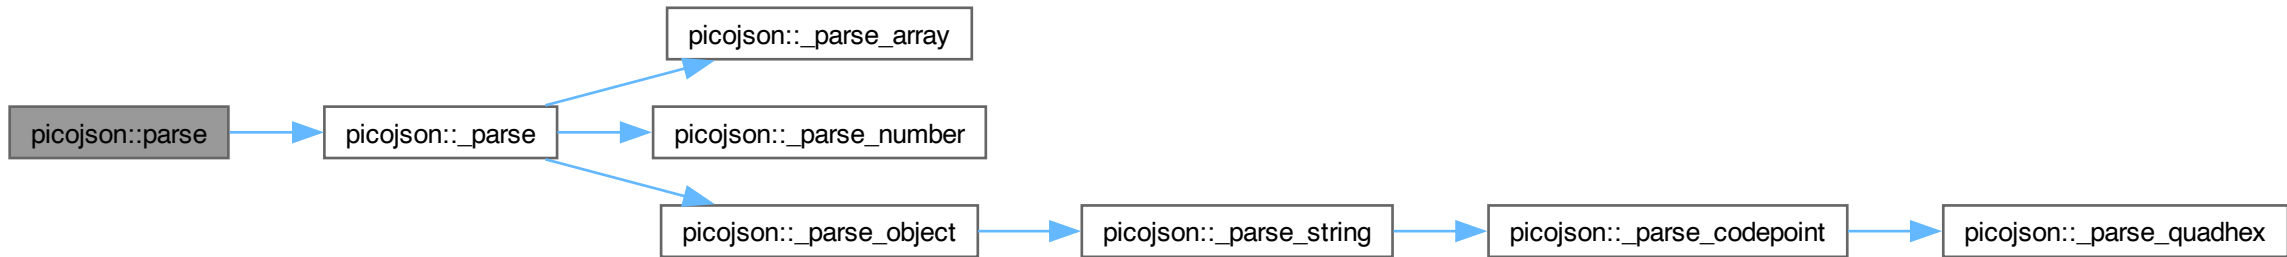 picojson::_parse_array
picojson::parse
picojson::_parse
picojson::_parse_number
picojson::_parse_object
picojson::_parse_string
picojson::_parse_codepoint
picojson::_parse_quadhex